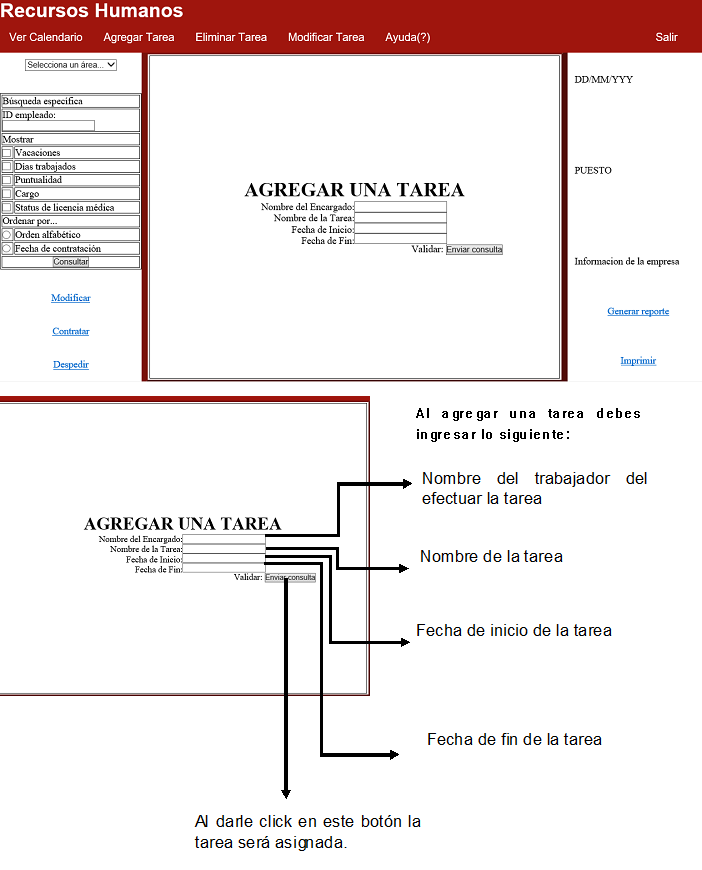 Recursos Humanos
Ver Calendario Agregar Tarea Eliminar Tarea Modificar Tarea Ayuda(?) Salir
Selecciona un área...
Búsqueda especifica
ID empleado:
Mostrar
Vacaciones
Dias trabajados
Puntualidad
Cargo
Status de licencia médica
Ordenar por...
Orden alfabético
Fecha de contratación
Consultar
Modificar
Contratar
Despedir
AGREGAR UNA TAREA
Nombre del Encargado:
Nombre de la Tarea:
Fecha de Inicio:
Fecha de Fin:
Validar: Enviar consulta
DD/MM/YYY
PUESTO
Informacion de la empresa
Generar reporte
Imprimir
AGREGAR UNA TAREA
Nombre del Encargado:
Nombre de la Tarea:
Fecha de Inicio:
Fecha de Fin:
Validar: Enviar consulta
Al agregar una tarea debes
ingresar lo siguiente:
Nombre del trabajador del
efectuar la tarea
Nombre de la tarea
Fecha de inicio de la tarea
Fecha de fin de la tarea
Al darle click en este botón la
tarea será asignada.